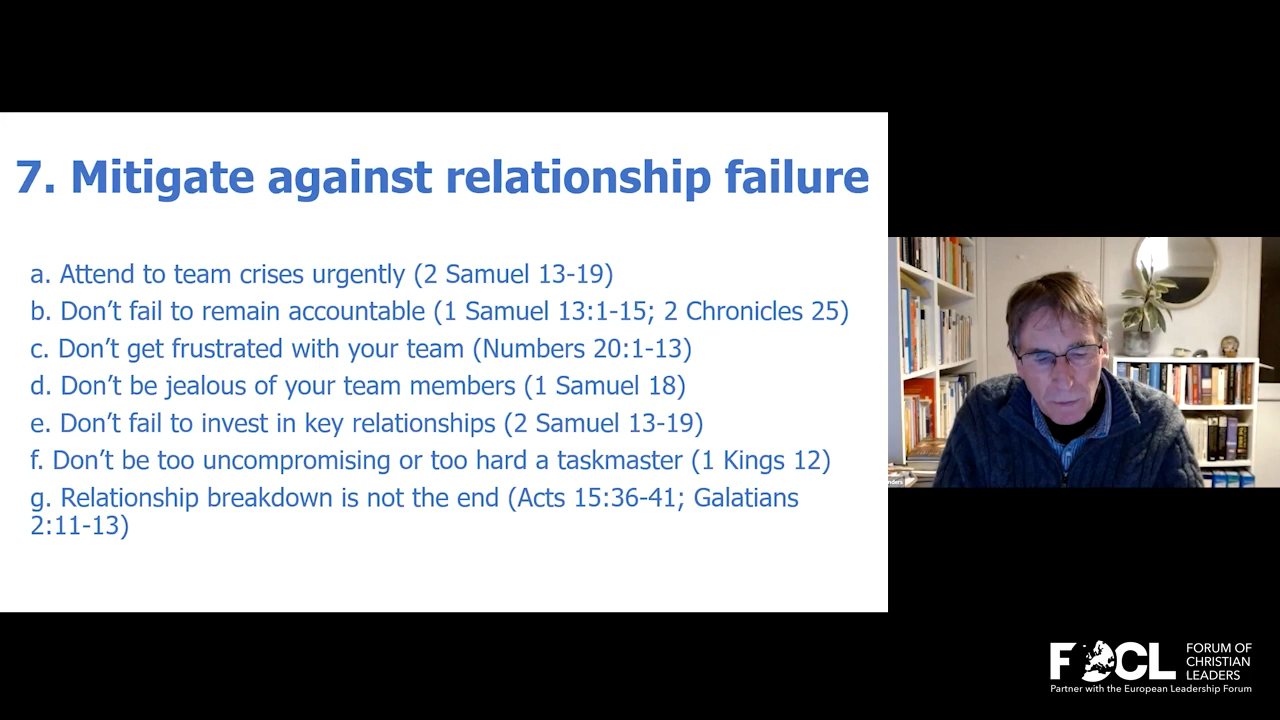 7. Mitigate against relationship failure
a. Attend to team crises urgently (2 Samuel 13-19)
b. Don’t fail to remain accountable (1 Samuel 13:1-15; 2 Chronicles 25)
c. Don’t get frustrated with your team (Numbers 20:1-13)
d. Don’t be jealous of your team members (1 Samuel 18)
e. Don’t fail to invest in key relationships (2 Samuel 13-19)
f. Don’t be too uncompromising or too hard a taskmaster (1 Kings 12)
g. Relationship breakdown is not the end (Acts 15:36-41; Galatians
2:11-13)
FOCL
FORUM OF
CHRISTIAN
LEADERS
Partner with the European Leadership Forum